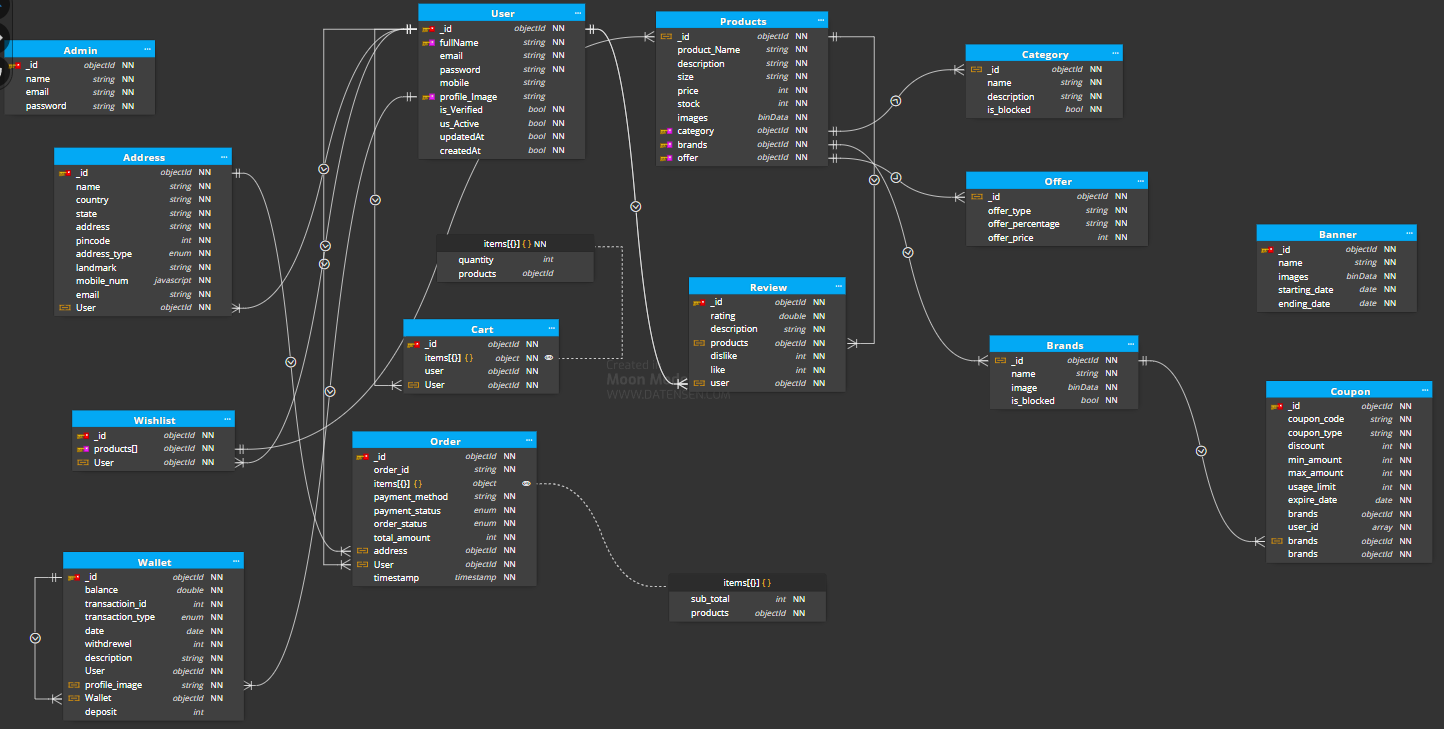 Admin ...
_id objectId NN
name string NN
email string NN
password string NN
User ...
_id objectId NN
fullName string NN
email string NN
password string NN
mobile string
profile_Image string
is_Verified bool NN
us_Active bool NN
updatedAt bool NN
createdAt bool NN
Products ...
_id objectId NN
product_Name string NN
description string NN
size string NN
price int NN
stock int NN
images binData NN
category objectId NN
brands objectId NN
offer objectId NN
Category ...
_id objectId NN
name string NN
description string NN
is_blocked bool NN
Address ...
_id objectId NN
name string NN
country string NN
state string NN
address string NN
pincode int NN
address_type enum NN
landmark string NN
mobile_num javascript NN
email string NN
User objectId NN
Offer ...
_id objectId NN
offer_type string NN
offer_percentage string NN
offer_price int NN
Banner ...
_id objectId NN
name string NN
images binData NN
starting_date date NN
ending_date date NN
items[{}] { } NN
quantity int
products objectId
Review ...
_id objectId NN
rating double NN
description string NN
products objectId NN
dislike int NN
like int NN
user objectId NN
Cart ...
_id objectId NN
items[{}] { } object NN
user objectId NN
User objectId NN
Created in
Moon Mode
WWW.DATENSEN.COM
Brands ...
_id objectId NN
name string NN
image binData NN
is_blocked bool NN
Coupon ...
_id objectId NN
coupon_code string NN
coupon_type string NN
discount int NN
min_amount int NN
max_amount int NN
usage_limit int NN
expire_date date NN
brands objectId NN
user_id array NN
brands objectId NN
brands objectId NN
Wishlist ...
_id objectId NN
products[] objectId NN
User objectId NN
Order ...
_id objectId NN
order_id string NN
items[{}] { } object
payment_method string NN
payment_status enum NN
order_status enum NN
total_amount int NN
address objectId NN
User objectId NN
timestamp timestamp NN
Wallet ...
_id objectId NN
balance double NN
transactioin_id int NN
transaction_type enum NN
date date NN
withdrewel int NN
description string NN
User objectId NN
profile_image string NN
Wallet objectId NN
deposit int
items[{}] { }
sub_total int NN
products objectId NN